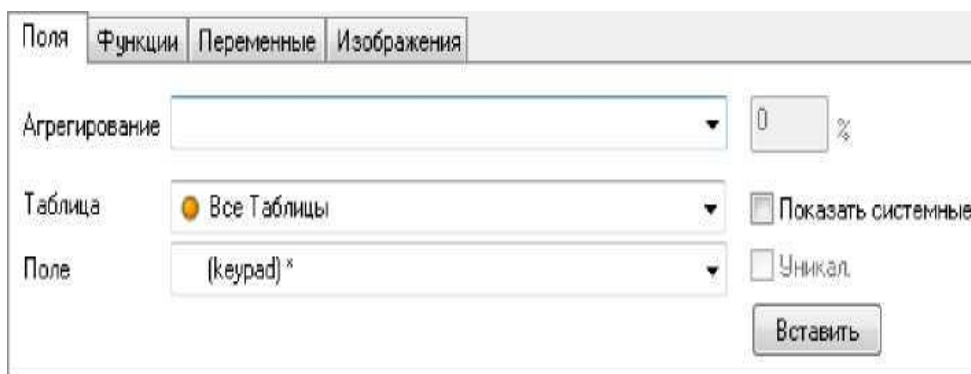 Поля Функции Переменные Изображения
Агрегирование 0 %
Таблица Все Таблицы Показать системные
Поле (keypad) * Уникал.
Вставить